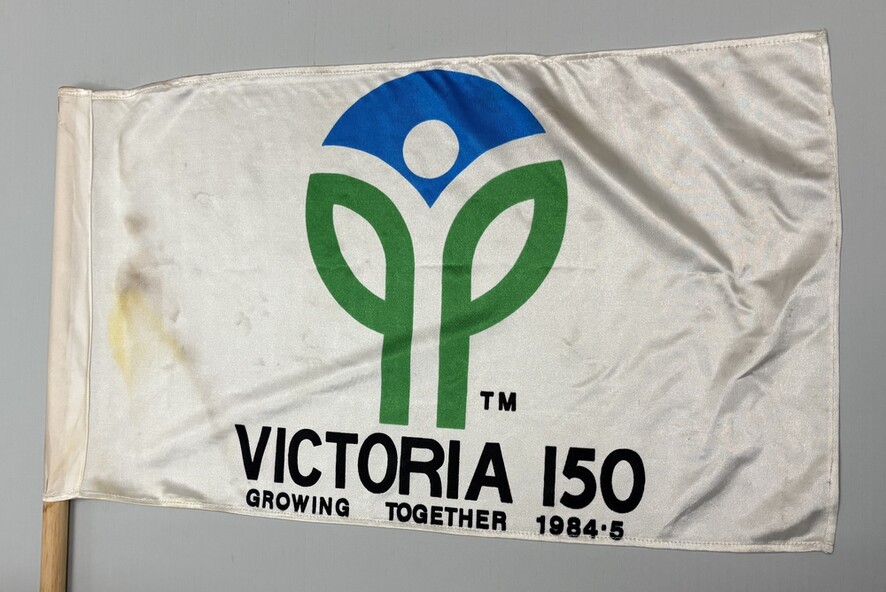 TM
VICTORIA 150
GROWING TOGETHER 1984·5